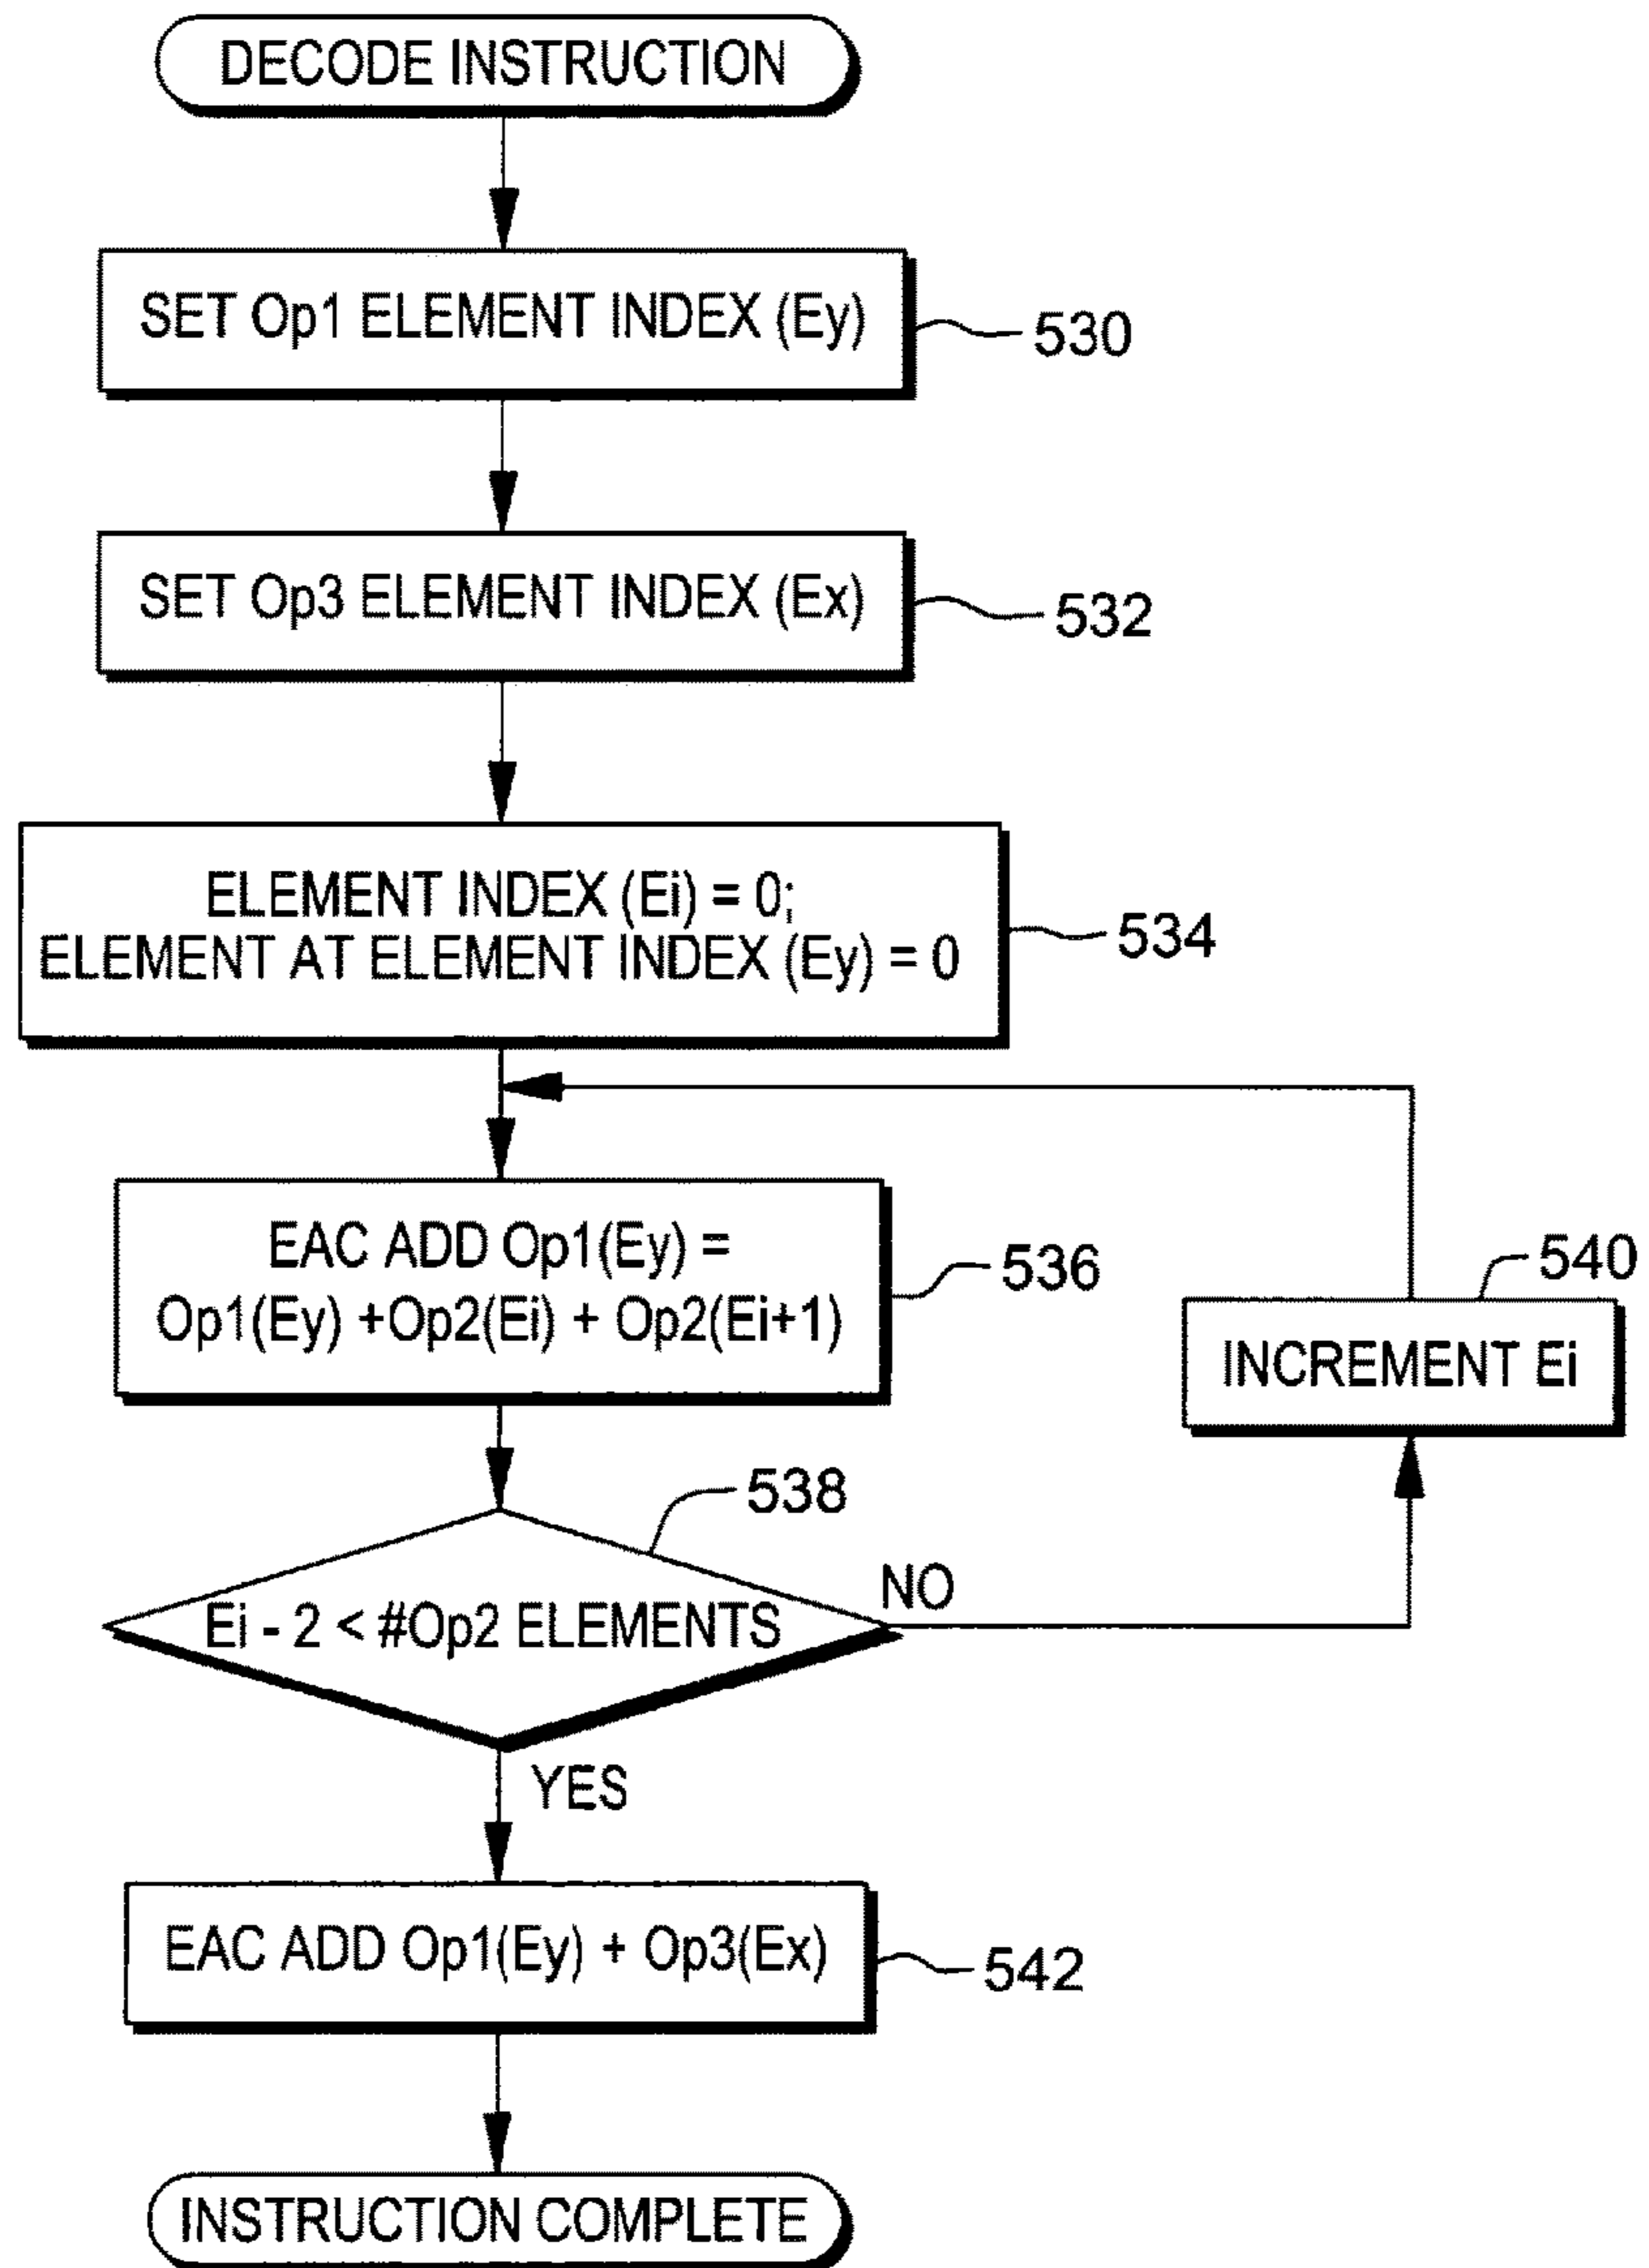 DECODE INSTRUCTION
SET Op1 ELEMENT INDEX (Ey)
530
SET Op3 ELEMENT INDEX (Ex)
532
ELEMENT INDEX (Ei) = 0;
ELEMENT AT ELEMENT INDEX (Ey) = 0
534
EAC ADD Op1(Ey) =
Op1(Ey) +Op2(Ei) + Op2(Ei+1)
536
540
INCREMENT Ei
538
Ei - 2 < #Op2 ELEMENTS
NO
YES
EAC ADD Op1(Ey) + Op3(Ex)
542
INSTRUCTION COMPLETE